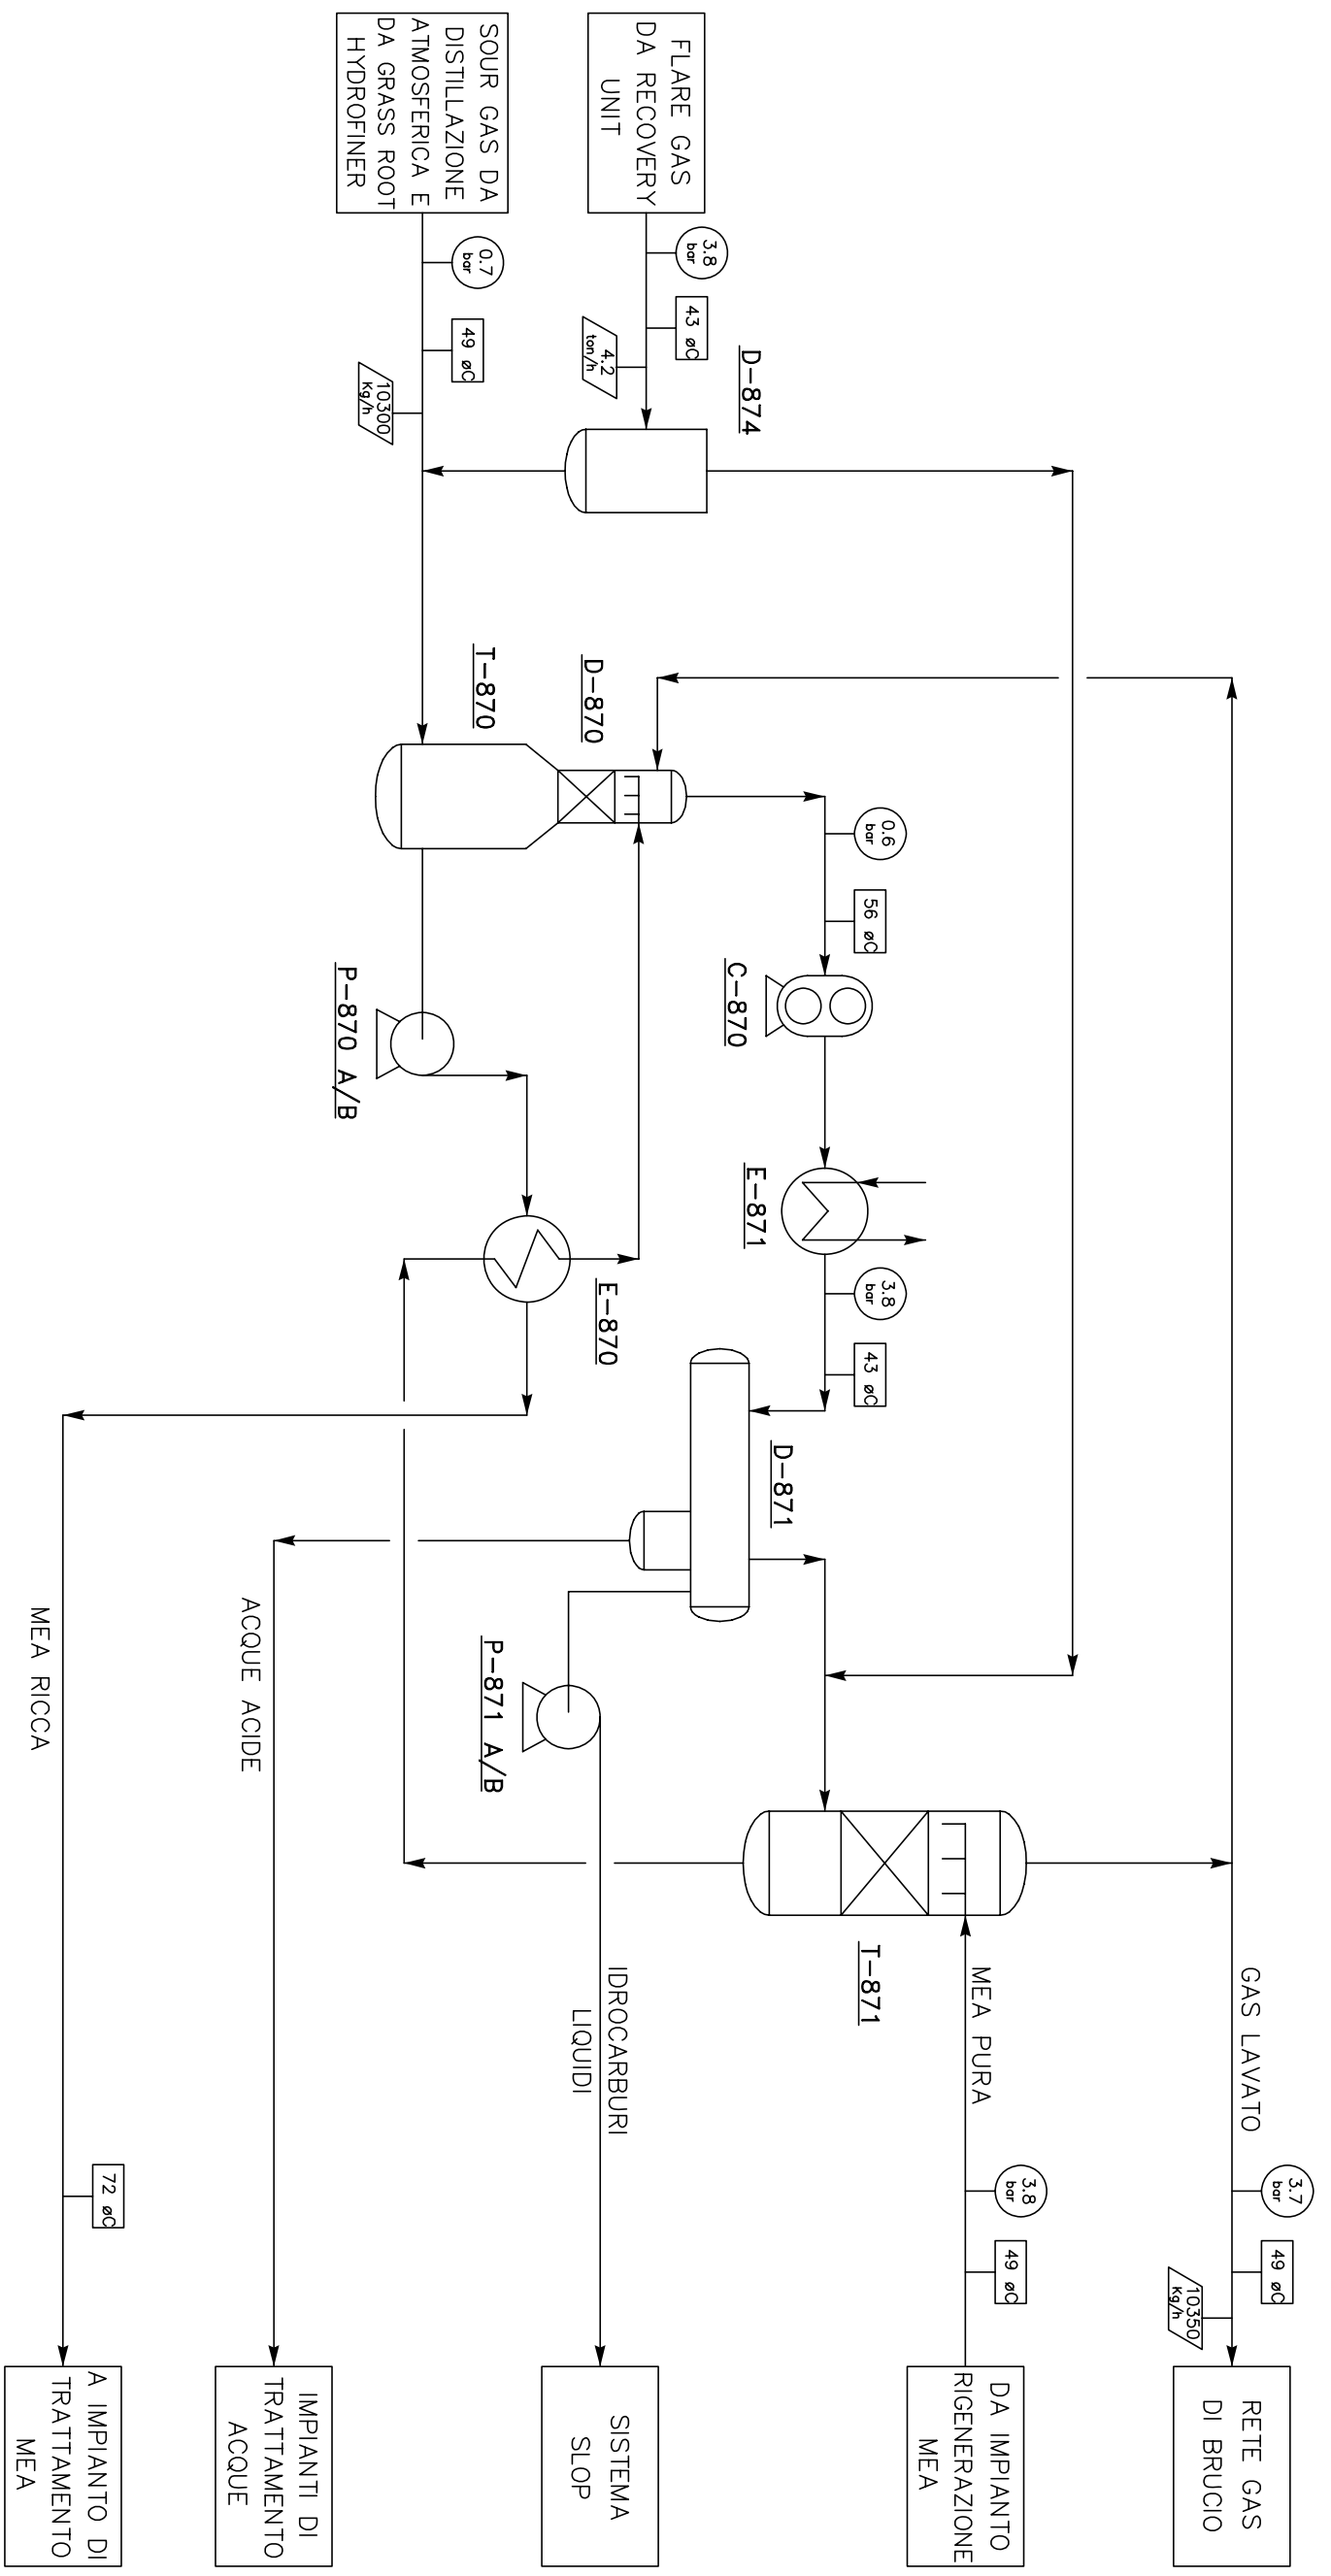 FLARE GAS
DA RECOVERY
UNIT
3.8
bar
43 øC
4.2
ton/h
D-874
SOUR GAS DA
DISTILLAZIONE
ATMOSFERICA E
DA GRASS ROOT
HYDROFINER
0.7
bar
49 øC
10300
Kg/h
T-870
D-870
0.6
bar
56 øC
C-870
P-870 A/B
E-871
3.8
bar
43 øC
E-870
D-871
P-871 A/B
T-871
GAS LAVATO
3.7
bar
49 øC
10350
Kg/h
RETE GAS
DI BRUCIO
MEA PURA
3.8
bar
49 øC
DA IMPIANTO
RIGENERAZIONE
MEA
IDROCARBURI
LIQUIDI
SISTEMA
SLOP
ACQUE ACIDE
IMPIANTI DI
TRATTAMENTO
ACQUE
MEA RICCA
72 øC
A IMPIANTO DI
TRATTAMENTO
MEA